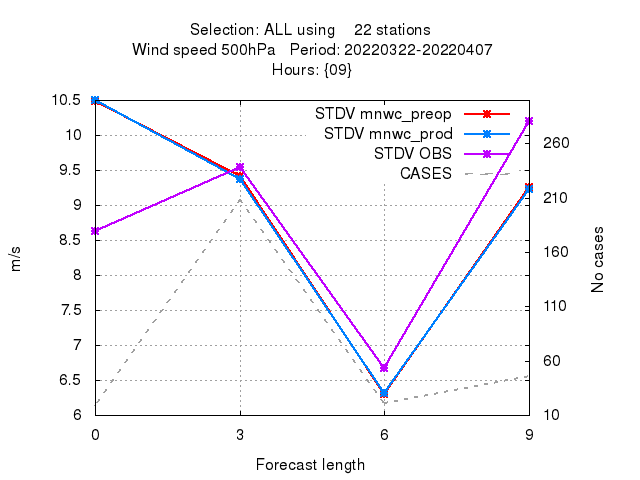 Selection: ALL using    22 stations
Wind speed 500hPa   Period: 20220322-20220407
Hours: {09}
STDV mnwc_preop
STDV mnwc_prod
STDV OBS
CASES
10.5
10
9.5
9
8.5
8
7.5
7
6.5
6
260
210
160
110
60
10
m/s
No cases
0 3 6 9
Forecast length